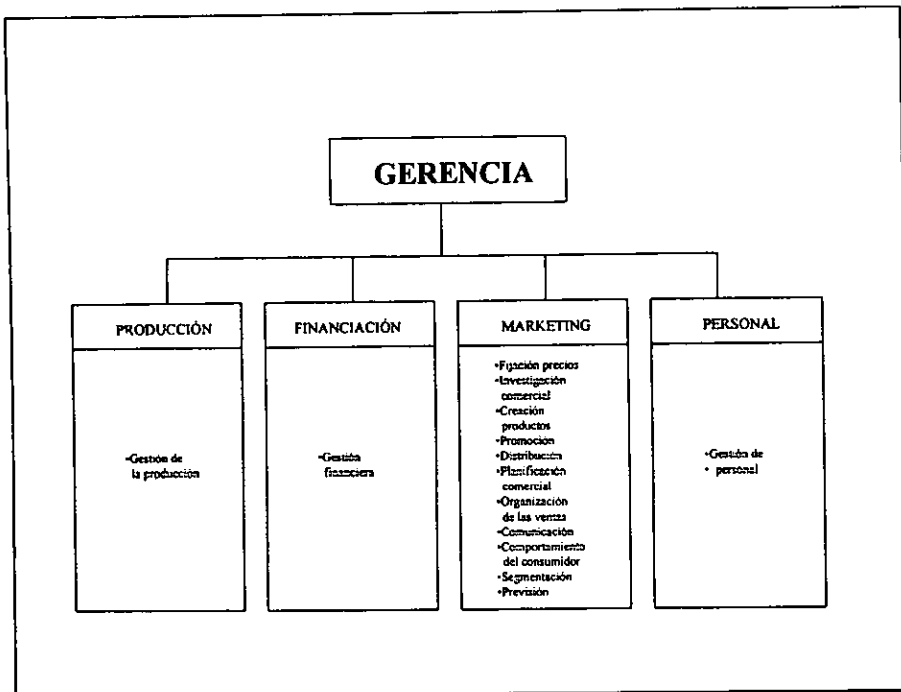 GERENCIA
PRODUCCIÓN
•Gestión de
la producción
FINANCIACIÓN
•Gestión
financiera
MARKETING
•Fijación precios
•Investigación
comercial
•Creación
productos
•Promoción
•Distribución
•Planificación
comercial
•Organización
de las ventas
•Comunicación
•Comportamiento
del consumidor
•Segmentación
•Previsión
PERSONAL
•Gestión de
• personal